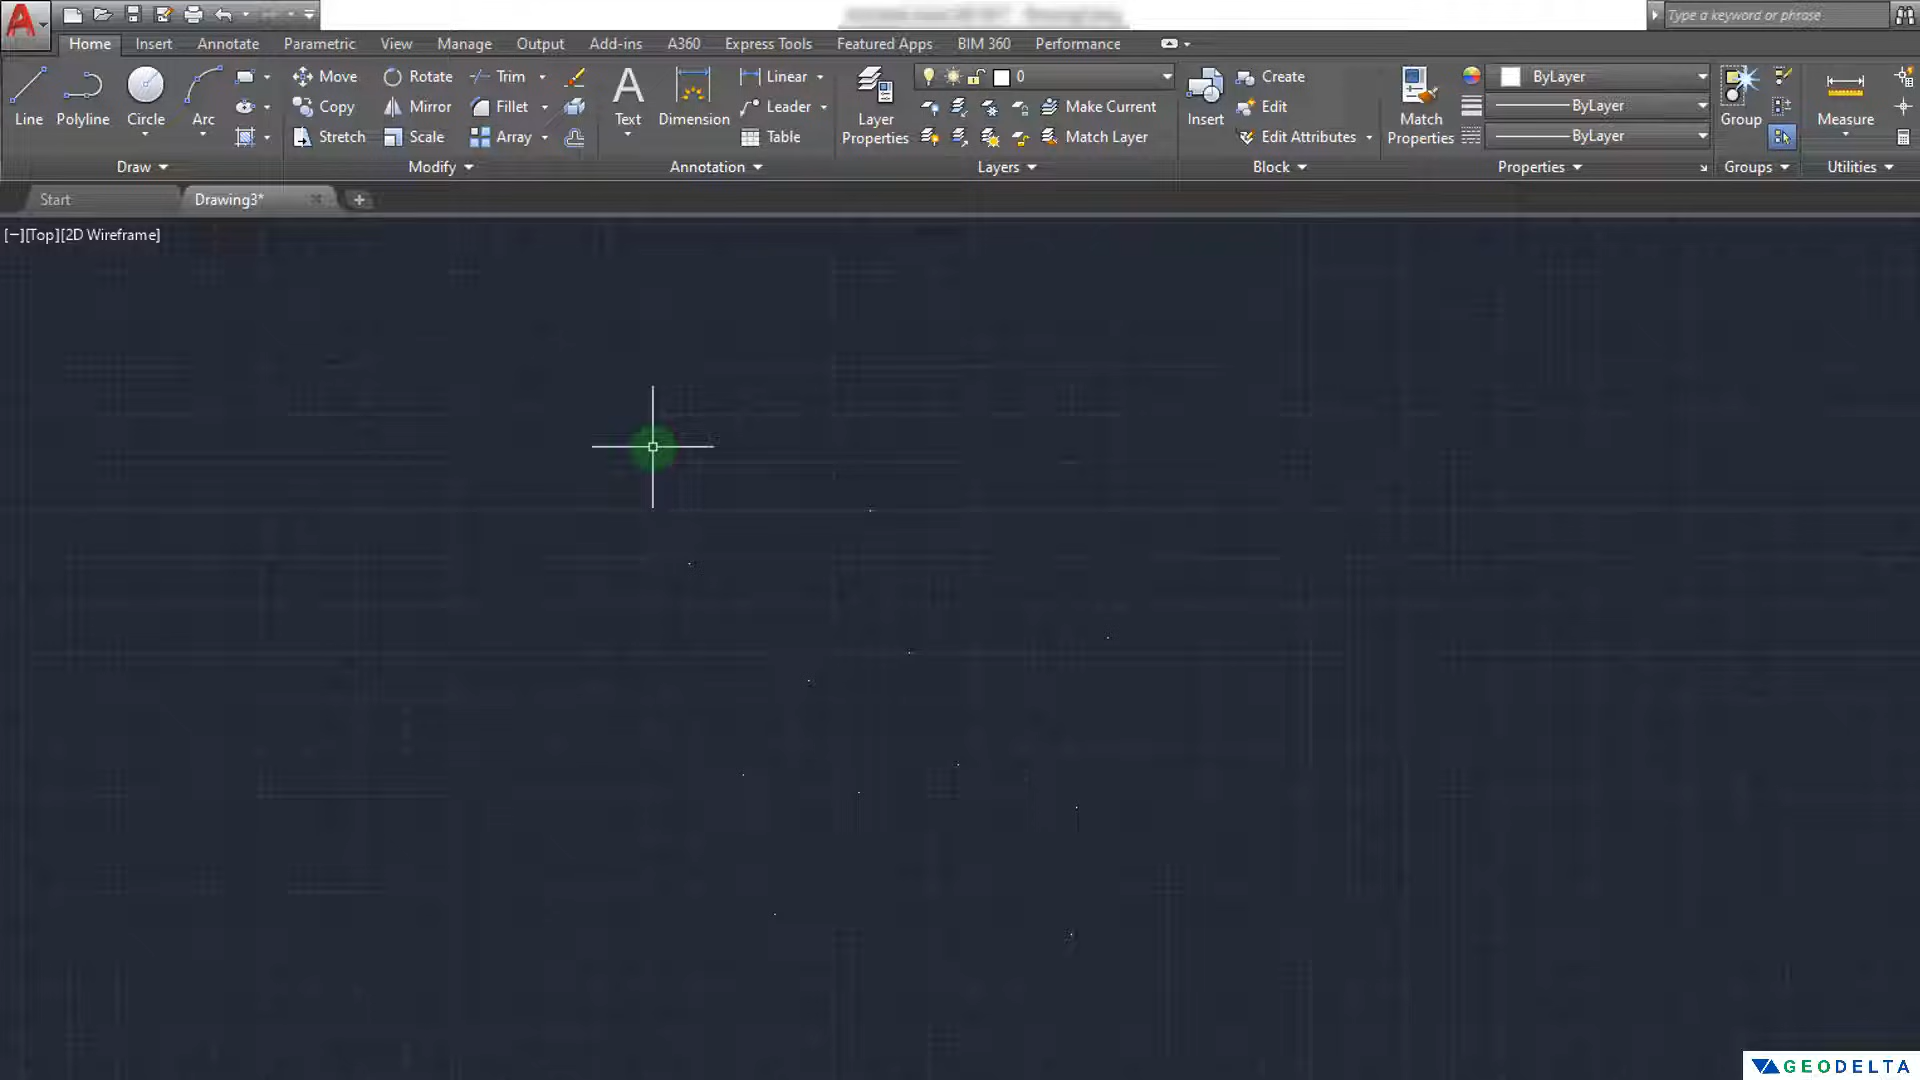 Type a keyword or phrase
Home Insert Annotate Parametric View Manage Output Add-ins A360 Express Tools Featured Apps BIM 360 Performance
Line Polyline Circle Arc
Move Rotate Trim
Copy Mirror Fillet
Stretch Scale Array
Text Dimension
Linear
Leader
Table
Layer Properties
0
Make Current
Match Layer
Insert
Create
Edit
Edit Attributes
Match Properties
ByLayer
ByLayer
ByLayer
Group
Measure
Draw Modify Annotation Layers Block Properties Groups Utilities
Start Drawing3*
[−][Top][2D Wireframe]
GEODELTA